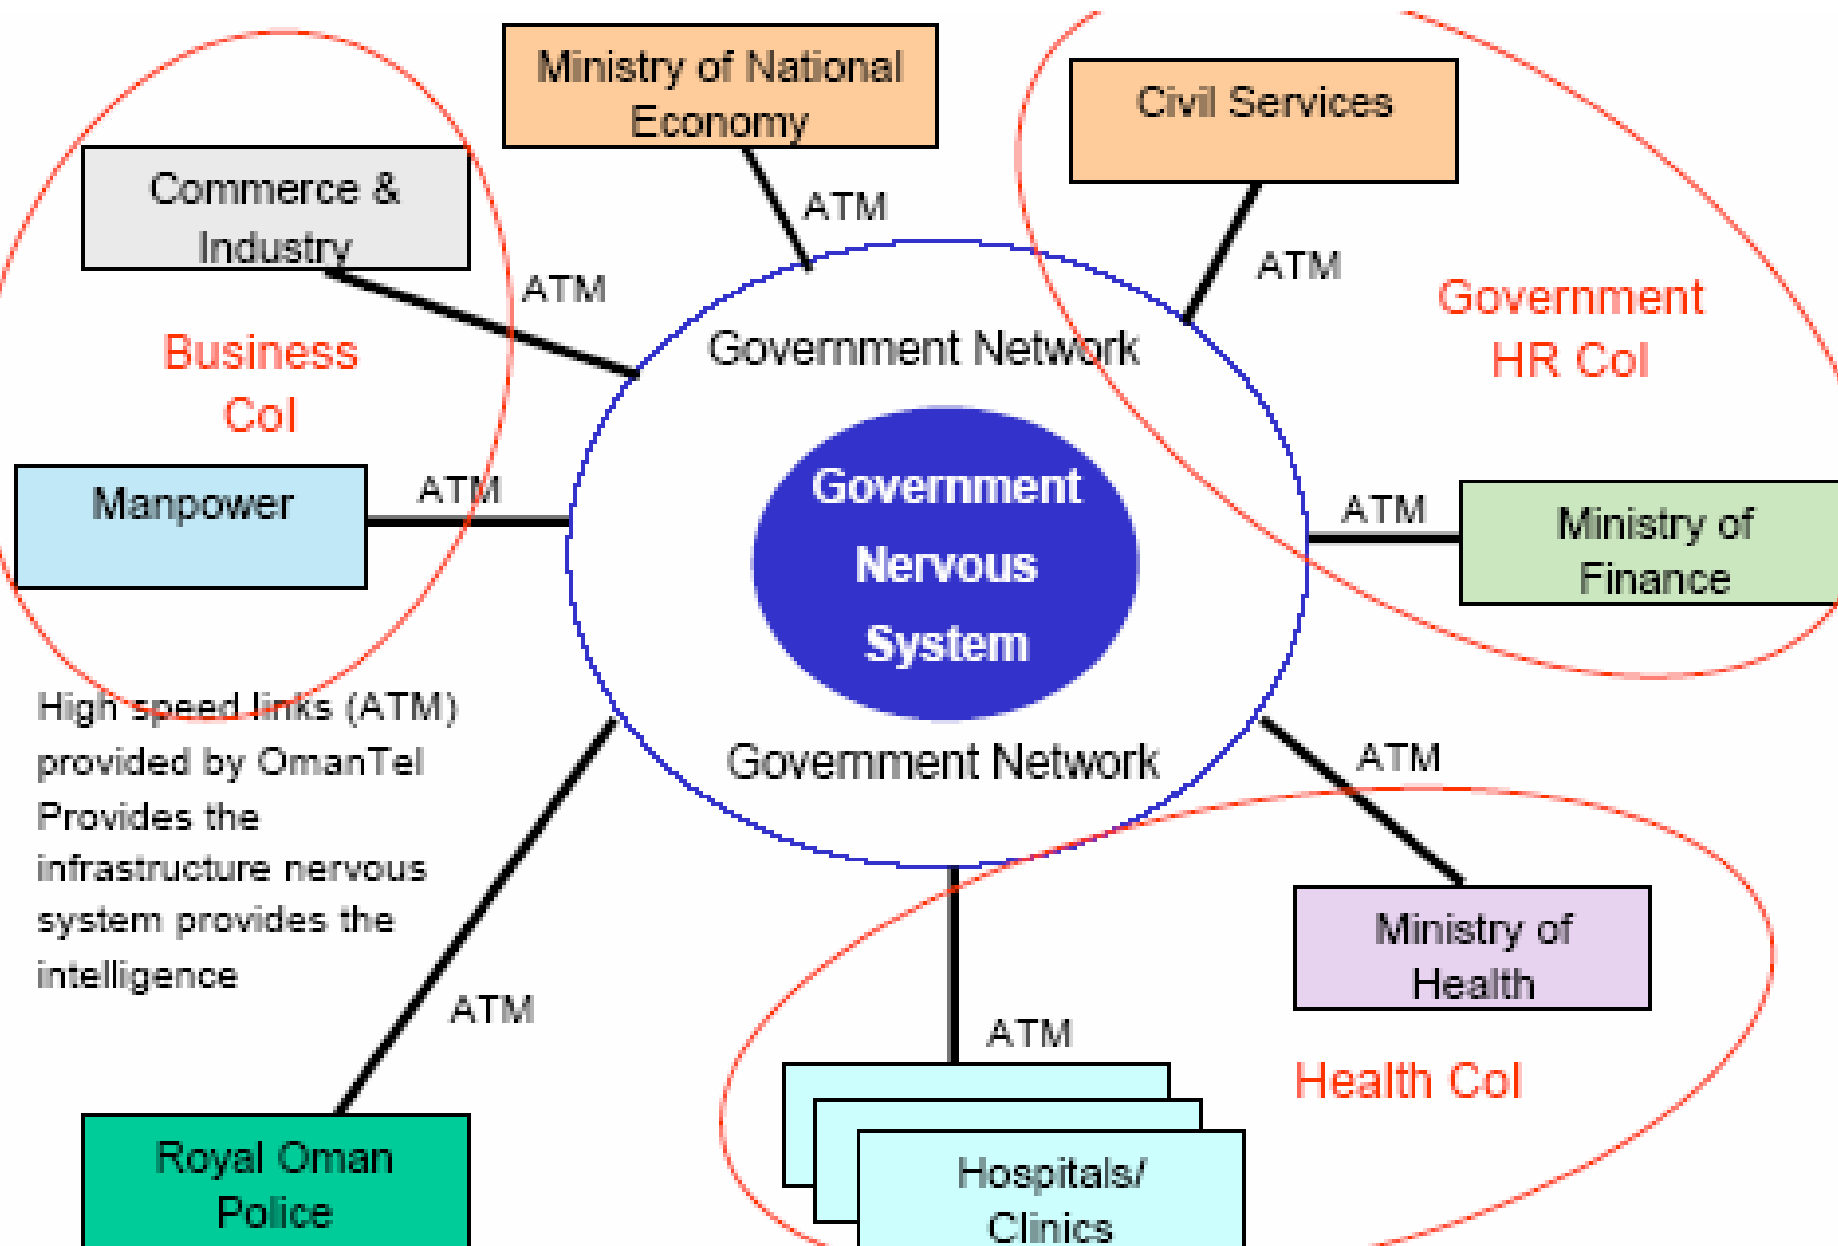 Ministry of National
Economy
Civil Services
Commerce &
Industry
ATM
ATM
ATM
Government
HR CoI
Business
CoI
Government Network
Manpower
ATM
Government
Nervous
System
ATM
Ministry of
Finance
High speed links (ATM)
provided by OmanTel
Provides the
infrastructure nervous
system provides the
intelligence
Government Network
ATM
ATM
ATM
Ministry of
Health
Health CoI
Royal Oman
Police
Hospitals/
Clinics